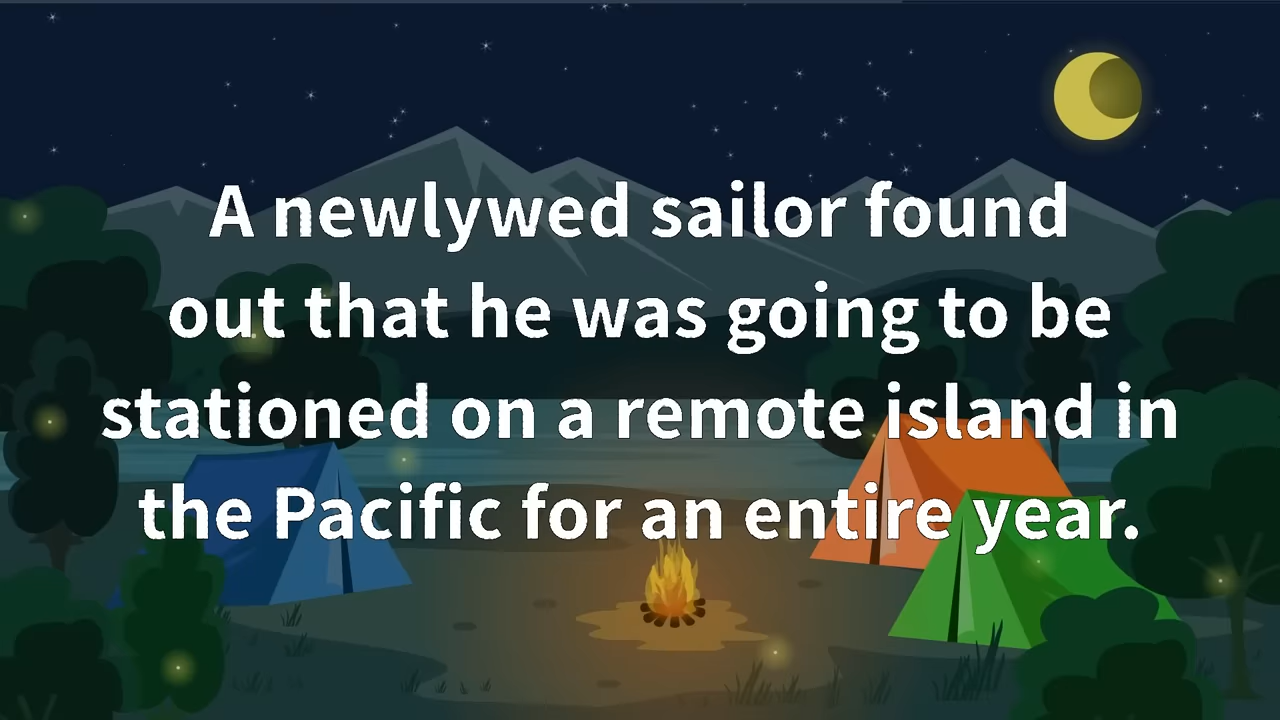 A newlywed sailor found
out that he was going to be
stationed on a remote island in
the Pacific for an entire year.